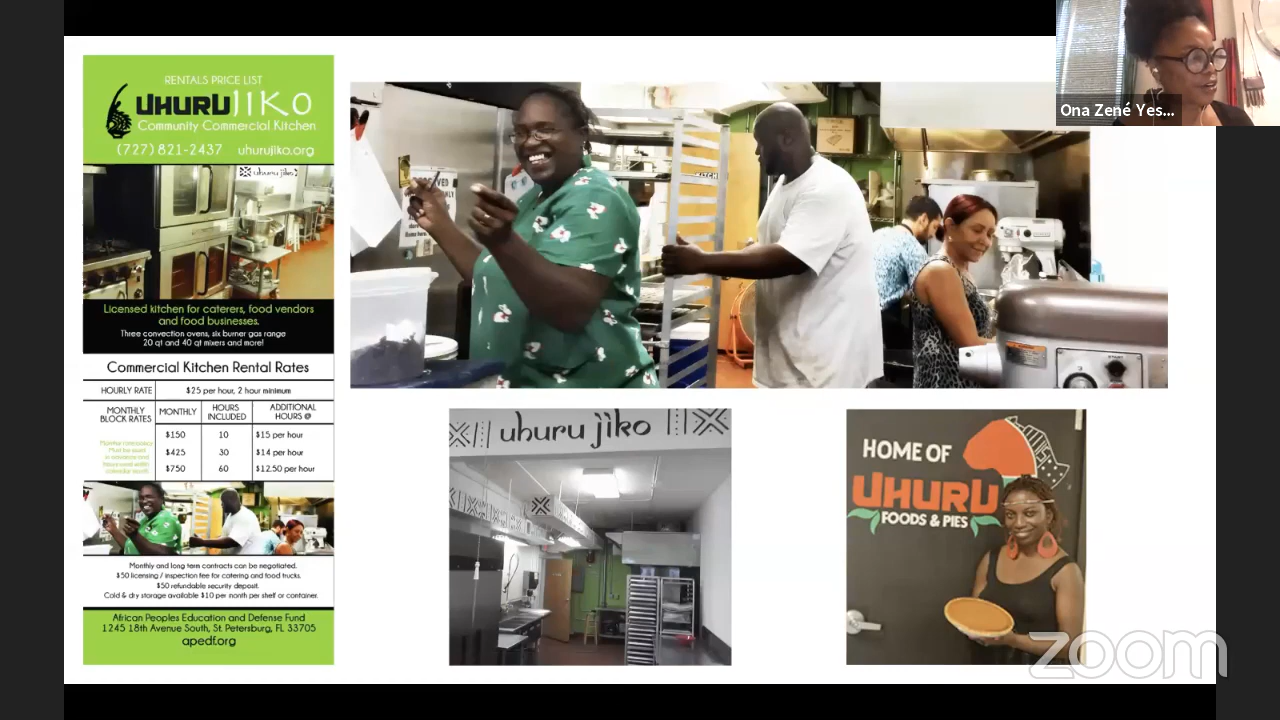 RENTALS PRICE LIST
UHURU JIKO
Community Commercial Kitchen
(727) 821-2437 uhurujiko.org
uhuru jiko
Licensed kitchen for caterers, food vendors
and food businesses.
Three convection ovens, six burner gas range
20 qt and 40 qt mixers and more!
Commercial Kitchen Rental Rates
HOURLY RATE $25 per hour, 2 hour minimum
MONTHLY BLOCK RATES MONTHLY HOURS INCLUDED ADDITIONAL HOURS @
$150 10 $15 per hour
$425 30 $14 per hour
$750 60 $12.50 per hour
Monthly and long term contracts can be negotiated.
$50 licensing / inspection fee for catering and food trucks.
$50 refundable security deposit.
Cold & dry storage available $10 per month per shelf or container.
African Peoples Education and Defense Fund
1245 18th Avenue South, St. Petersburg, FL 33705
apedf.org
uhuru jiko
HOME OF
UHURU
FOODS & PIES
Ona Zené Yes...
zoom